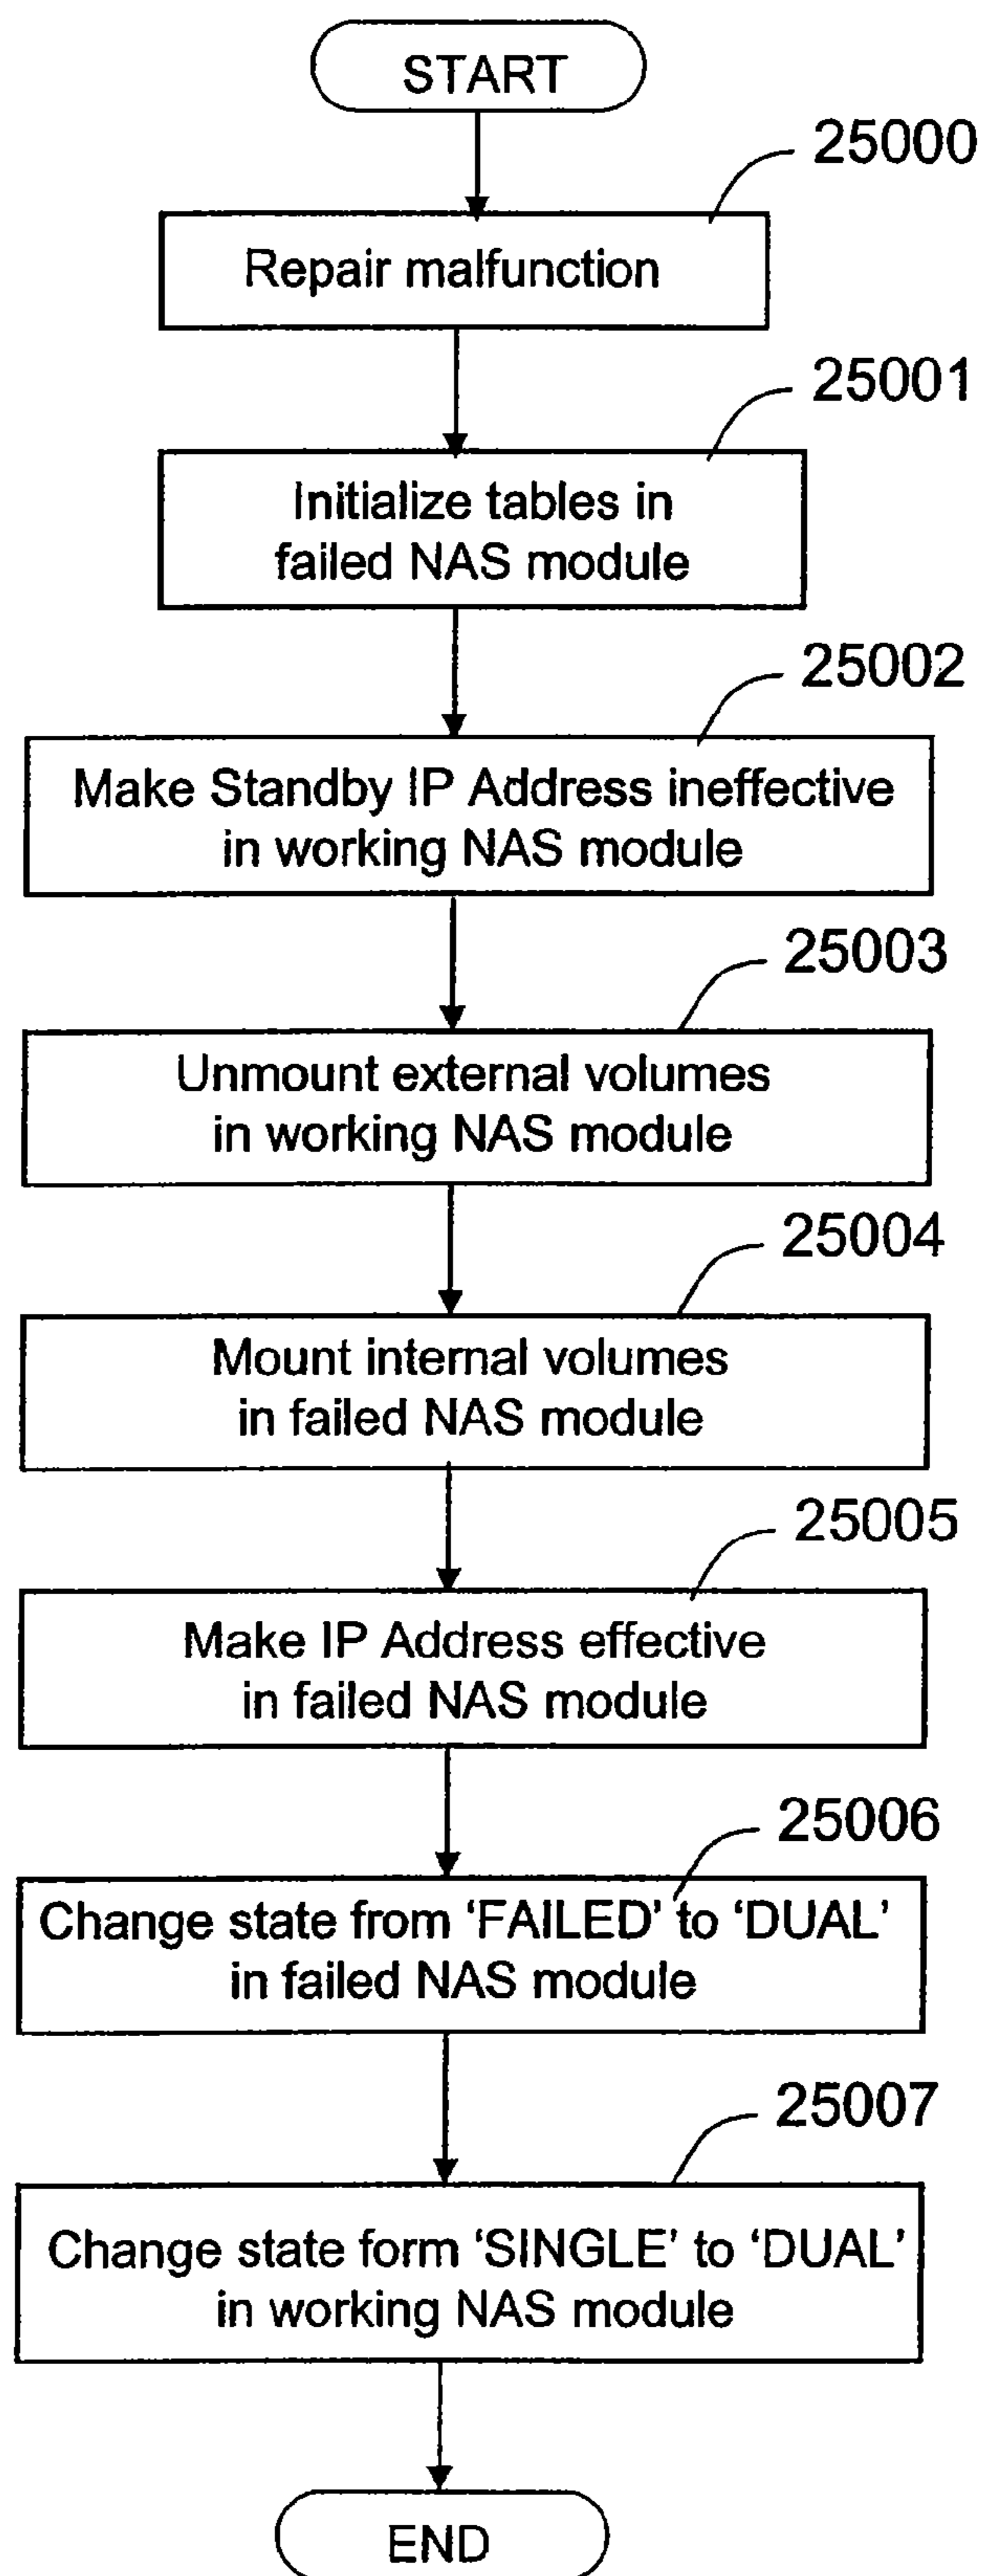 START
25000
Repair malfunction
25001
Initialize tables in
failed NAS module
25002
Make Standby IP Address ineffective
in working NAS module
25003
Unmount external volumes
in working NAS module
25004
Mount internal volumes
in failed NAS module
25005
Make IP Address effective
in failed NAS module
25006
Change state from ‘FAILED’ to ‘DUAL’
in failed NAS module
25007
Change state form ‘SINGLE’ to ‘DUAL’
in working NAS module
END